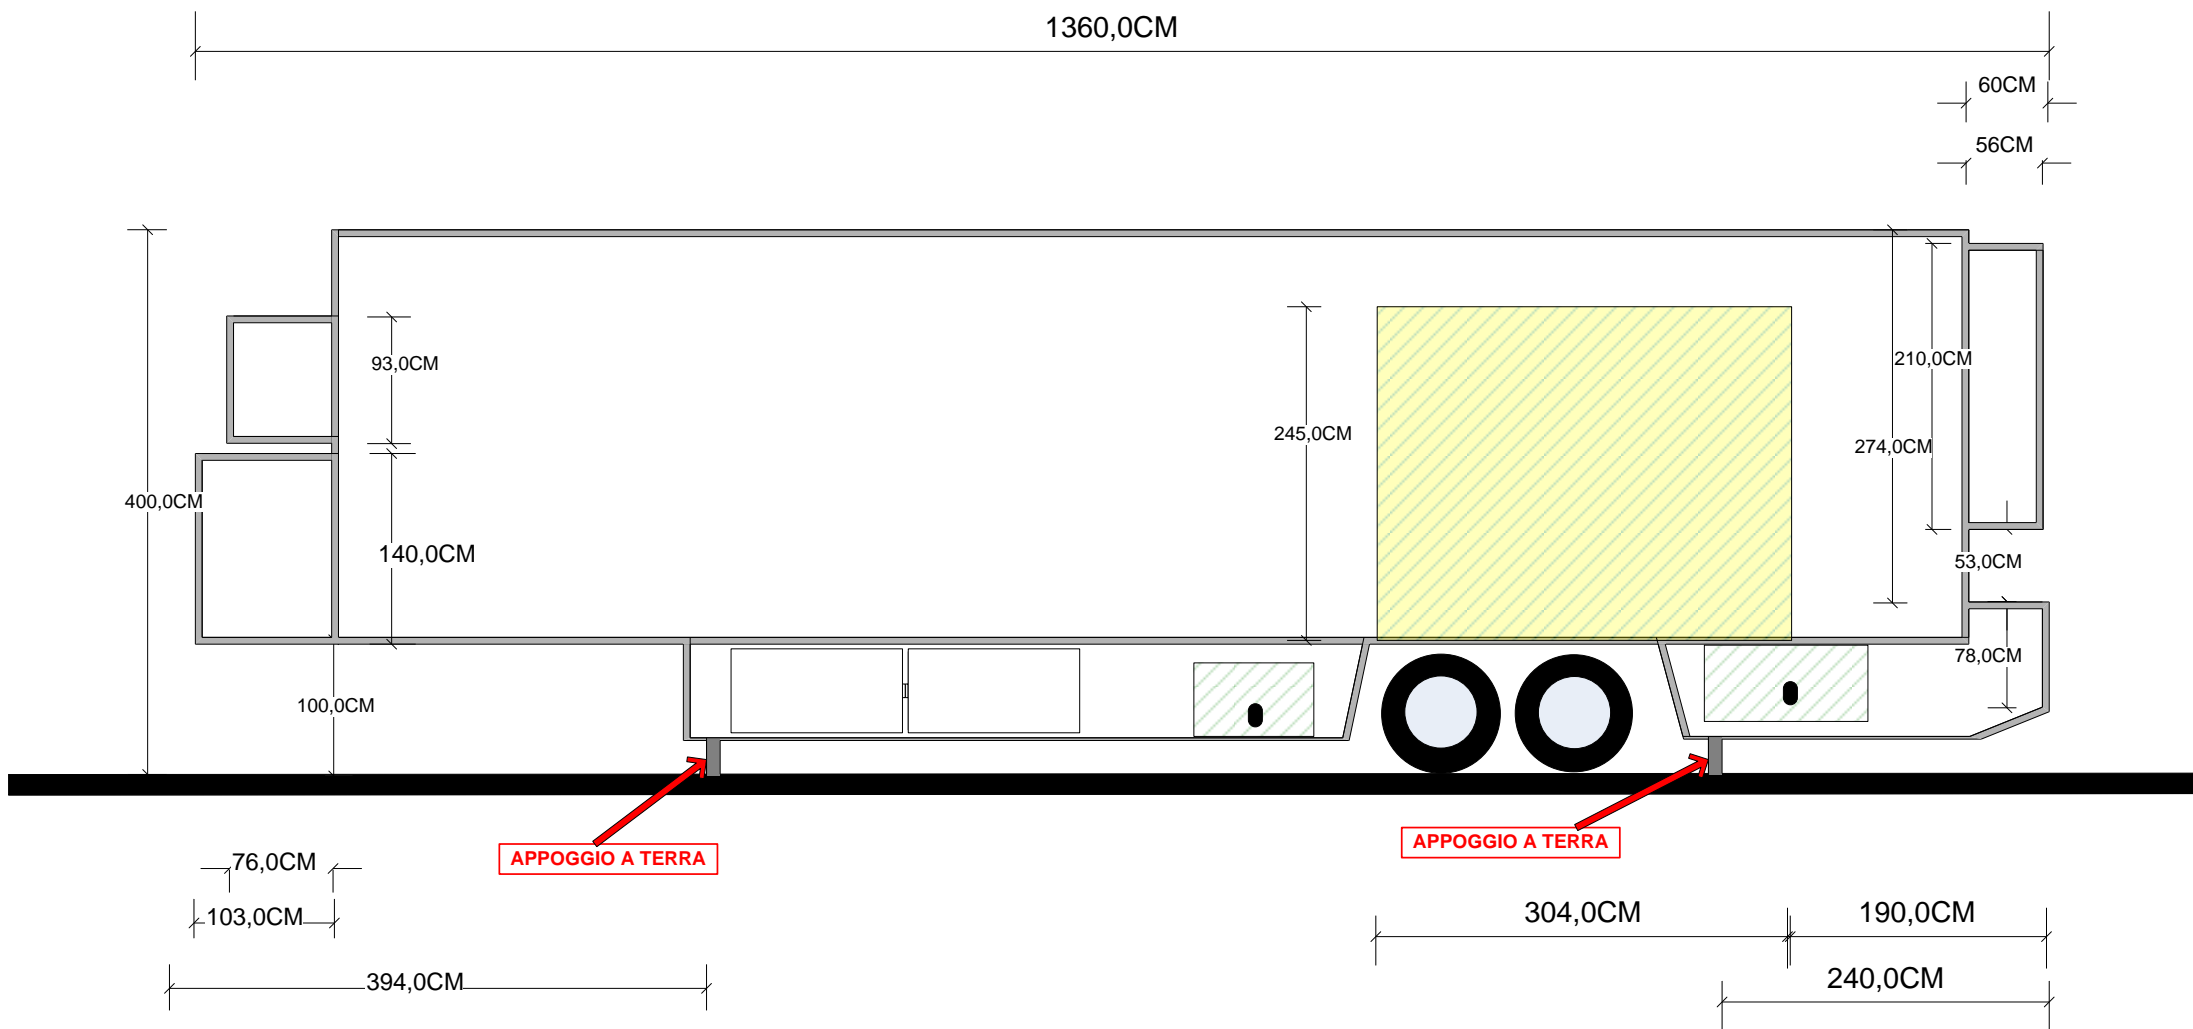 1360,0CM
60CM
56CM
93,0CM
210,0CM
245,0CM
274,0CM
400,0CM
140,0CM
53,0CM
78,0CM
100,0CM
APPOGGIO A TERRA
APPOGGIO A TERRA
76,0CM
103,0CM
304,0CM
190,0CM
394,0CM
240,0CM